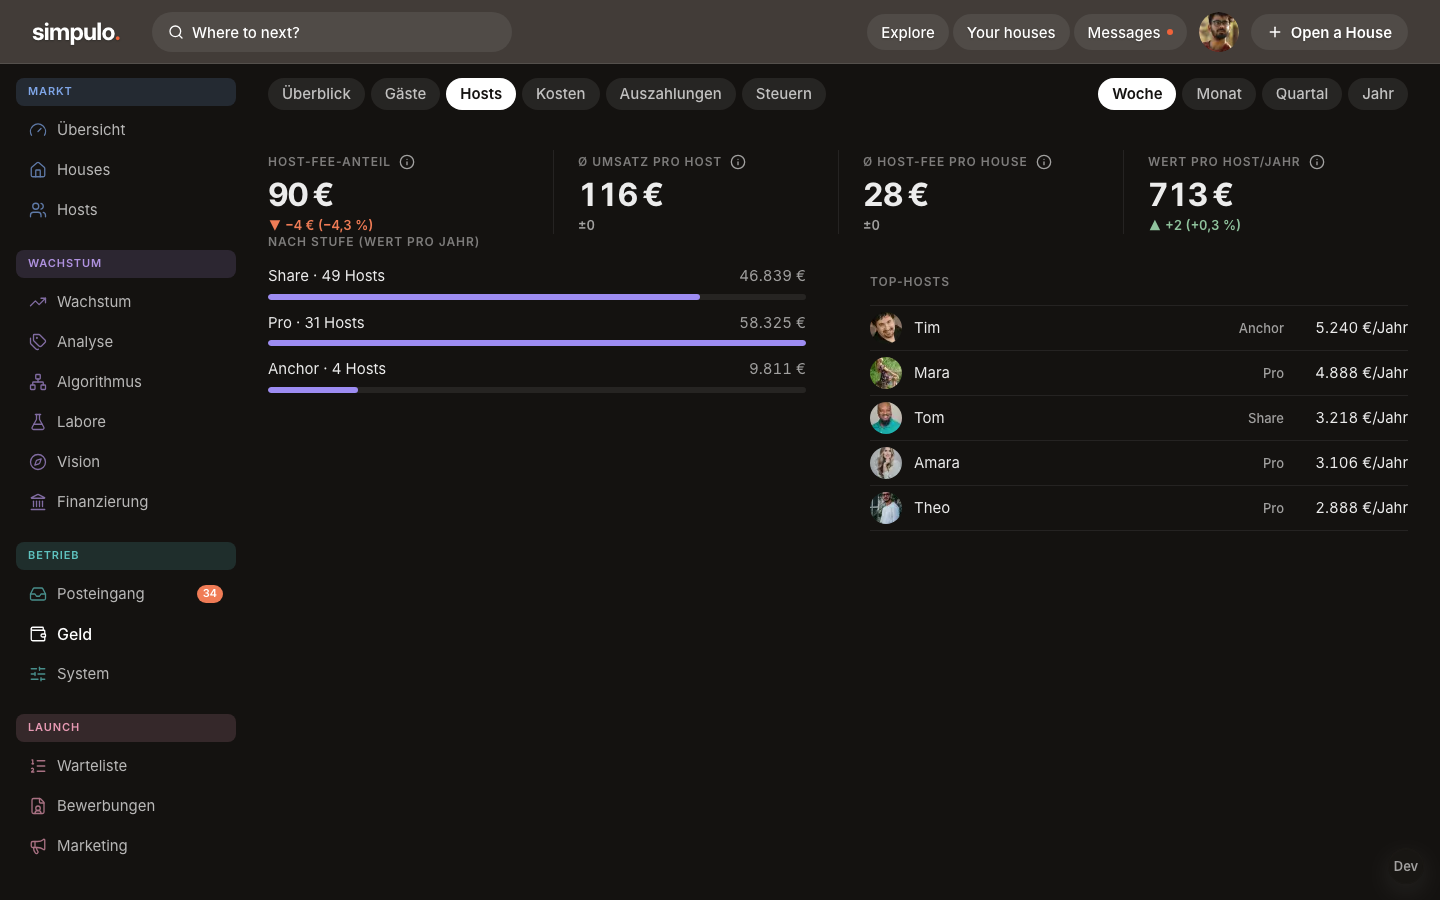 simpulo.
Where to next?
Explore
Your houses
Messages
Open a House
MARKT
Übersicht
Houses
Hosts
WACHSTUM
Wachstum
Analyse
Algorithmus
Labore
Vision
Finanzierung
BETRIEB
Posteingang 34
Geld
System
LAUNCH
Warteliste
Bewerbungen
Marketing
Überblick
Gäste
Hosts
Kosten
Auszahlungen
Steuern
Woche
Monat
Quartal
Jahr
HOST-FEE-ANTEIL
90 €
▼ −4 € (−4,3 %)
Ø UMSATZ PRO HOST
116 €
±0
Ø HOST-FEE PRO HOUSE
28 €
±0
WERT PRO HOST/JAHR
713 €
▲ +2 (+0,3 %)
NACH STUFE (WERT PRO JAHR)
Share · 49 Hosts 46.839 €
Pro · 31 Hosts 58.325 €
Anchor · 4 Hosts 9.811 €
TOP-HOSTS
Tim Anchor 5.240 €/Jahr
Mara Pro 4.888 €/Jahr
Tom Share 3.218 €/Jahr
Amara Pro 3.106 €/Jahr
Theo Pro 2.888 €/Jahr
Dev